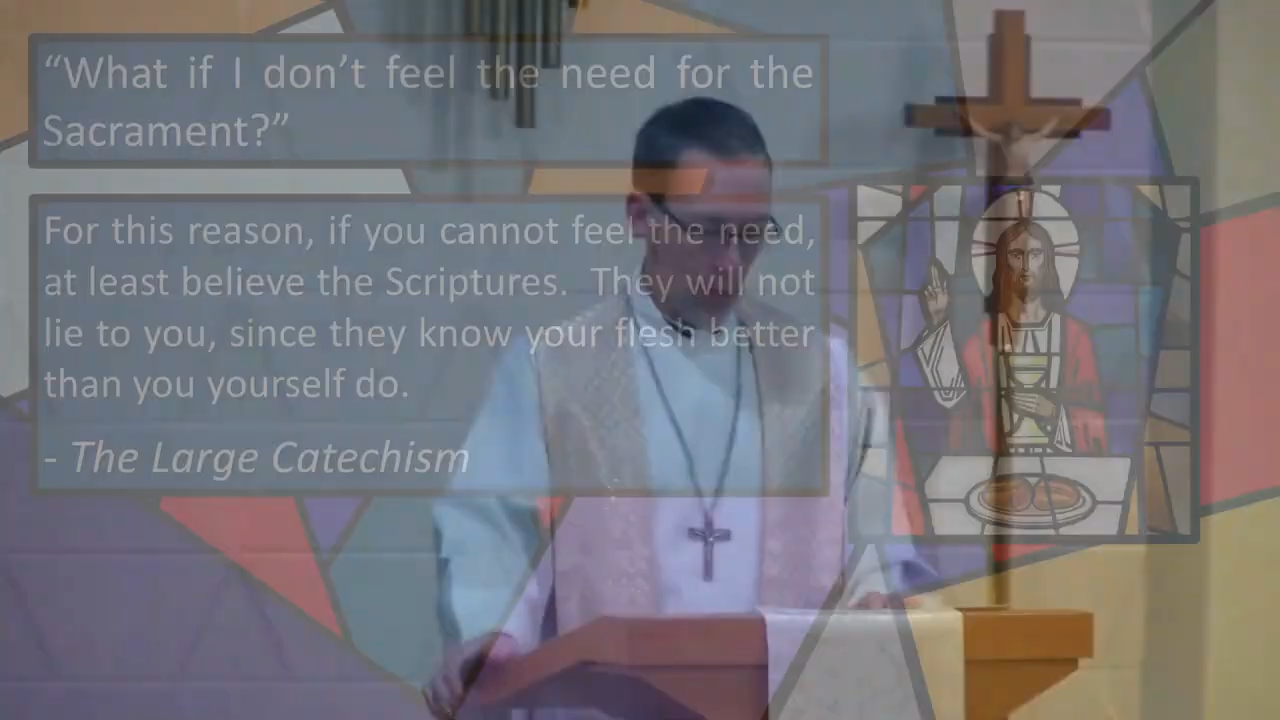 “What if I don’t feel the need for the
Sacrament?”
For this reason, if you cannot feel the need,
at least believe the Scriptures. They will not
lie to you, since they know your flesh better
than you yourself do.
- The Large Catechism